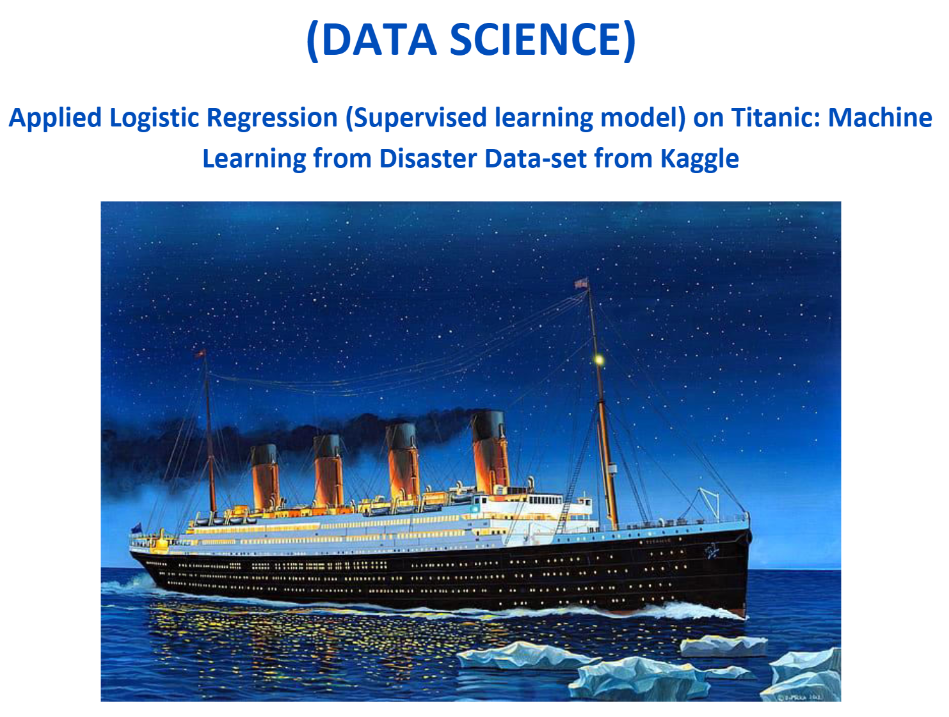 (DATA SCIENCE)
Applied Logistic Regression (Supervised learning model) on Titanic: Machine
Learning from Disaster Data-set from Kaggle